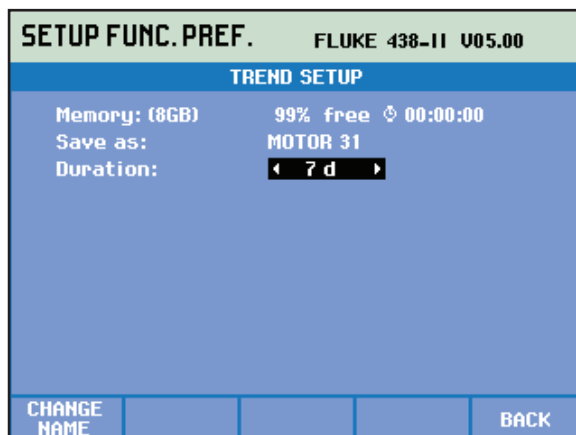 SETUP FUNC. PREF. FLUKE 438-II V05.00
TREND SETUP
Memory: (8GB) 99% free 00:00:00
Save as: MOTOR 31
Duration: 7 d
CHANGE
NAME
BACK